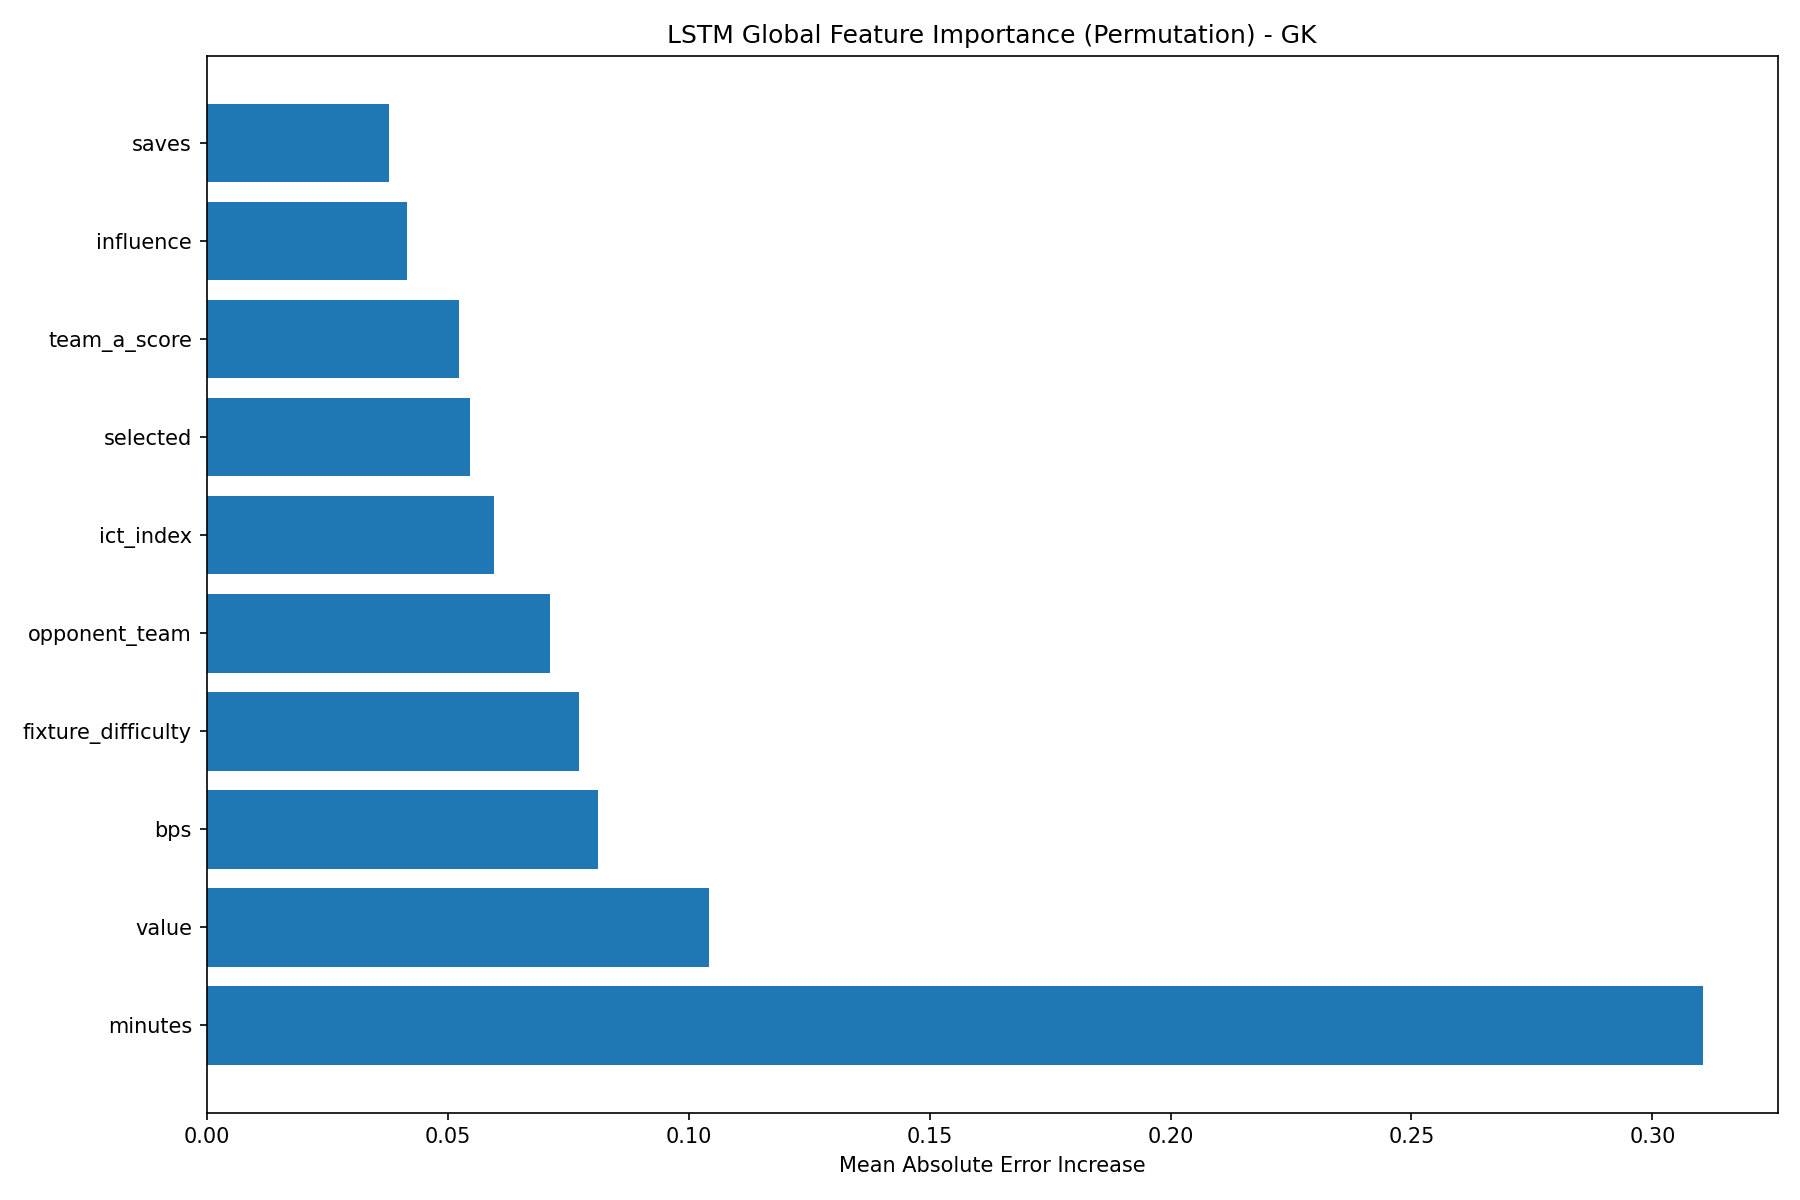 LSTM Global Feature Importance (Permutation) - GK
saves
influence
team_a_score
selected
ict_index
opponent_team
fixture_difficulty
bps
value
minutes
0.00 0.05 0.10 0.15 0.20 0.25 0.30
Mean Absolute Error Increase